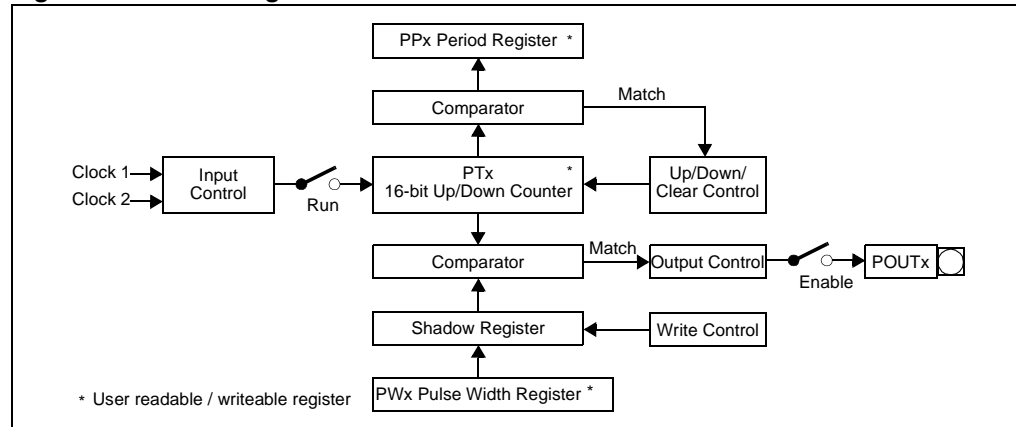 PPx Period Register *
Comparator
Match
Clock 1
Clock 2
Input
Control
Run
PTx *
16-bit Up/Down Counter
Up/Down/
Clear Control
Comparator
Match
Output Control
Enable
POUTx
Shadow Register
Write Control
PWx Pulse Width Register *
* User readable / writeable register